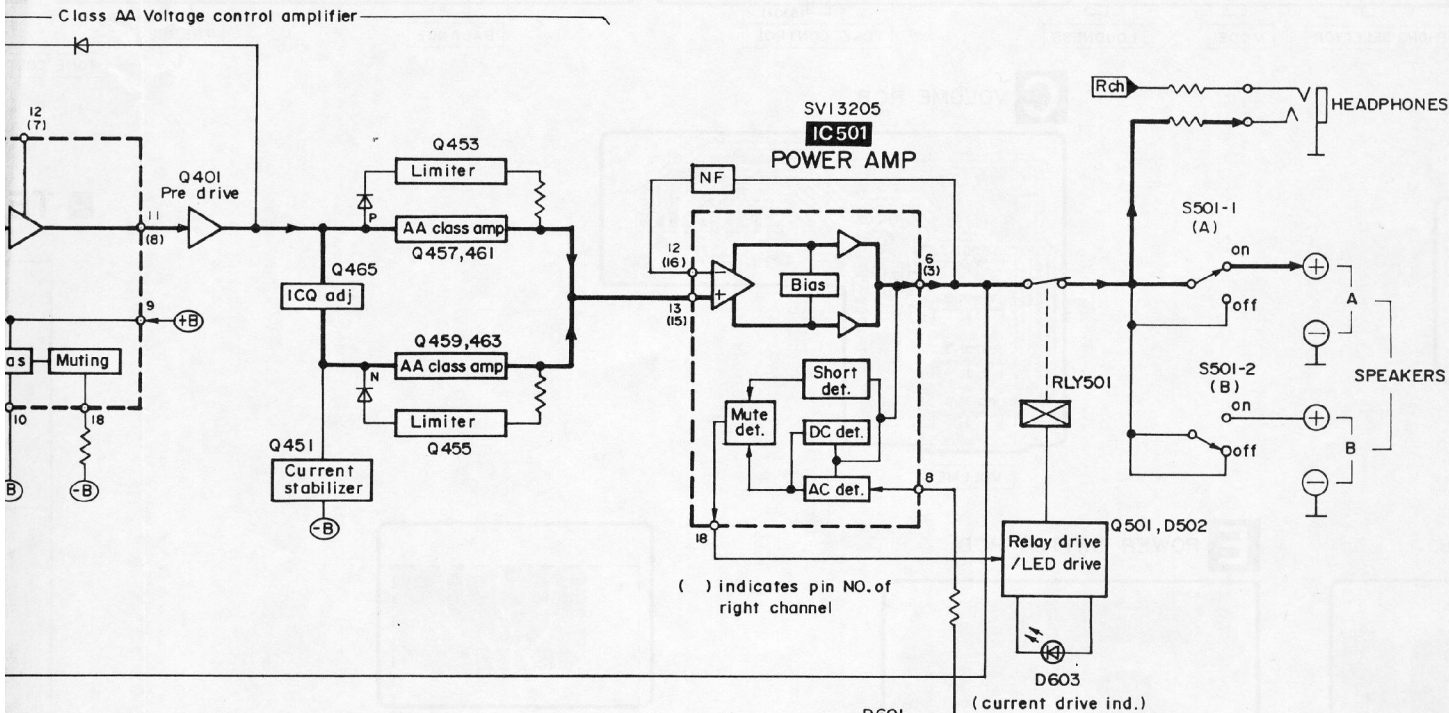 Class AA Voltage control amplifier
12
(7)
Q401
Pre drive
11
(8)
9
+B
as
Muting
10
18
B
-B
Q465
ICQ adj
Q451
Current
stabilizer
-B
Q453
Limiter
P
AA class amp
Q457,461
Q459,463
AA class amp
N
Limiter
Q455
SVI3205
IC501
POWER AMP
NF
12
(16)
13
(15)
-
+
Bias
6
(3)
Short
det.
Mute
det.
DC det.
AC det.
8
18
( ) indicates pin NO. of
right channel
RLY501
Q501, D502
Relay drive
/LED drive
D603
(current drive ind.)
Rch
HEADPHONES
S501-1
(A)
on
off
+
-
A
S501-2
(B)
on
off
+
-
B
SPEAKERS